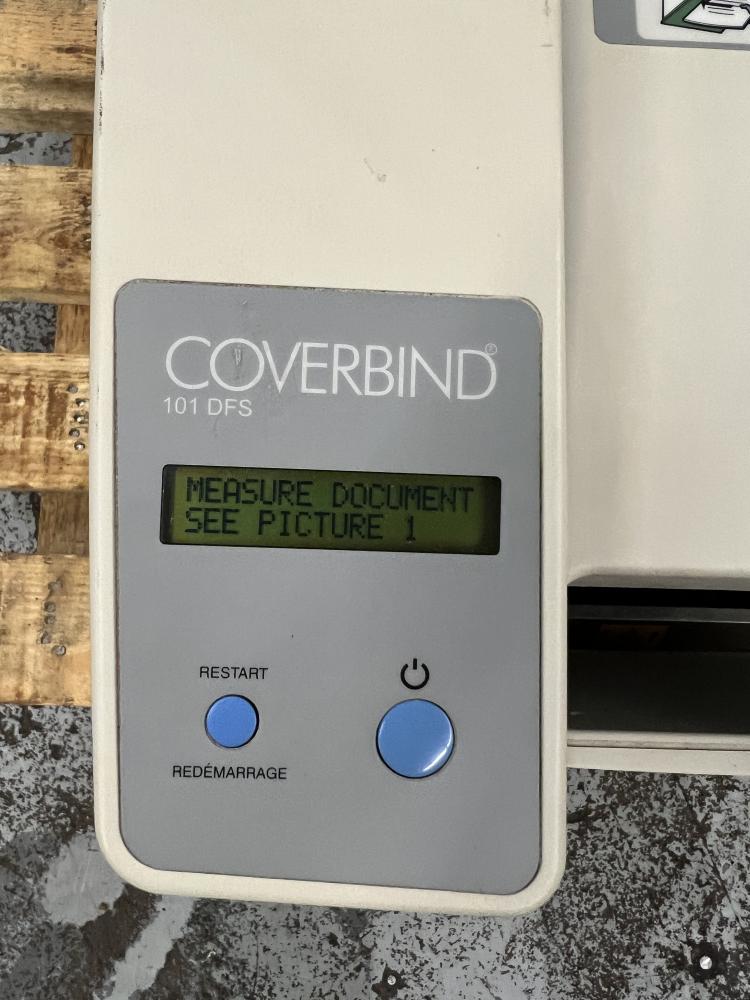 COVERBIND®
101 DFS
MEASURE DOCUMENT
SEE PICTURE 1
RESTART
REDÉMARRAGE